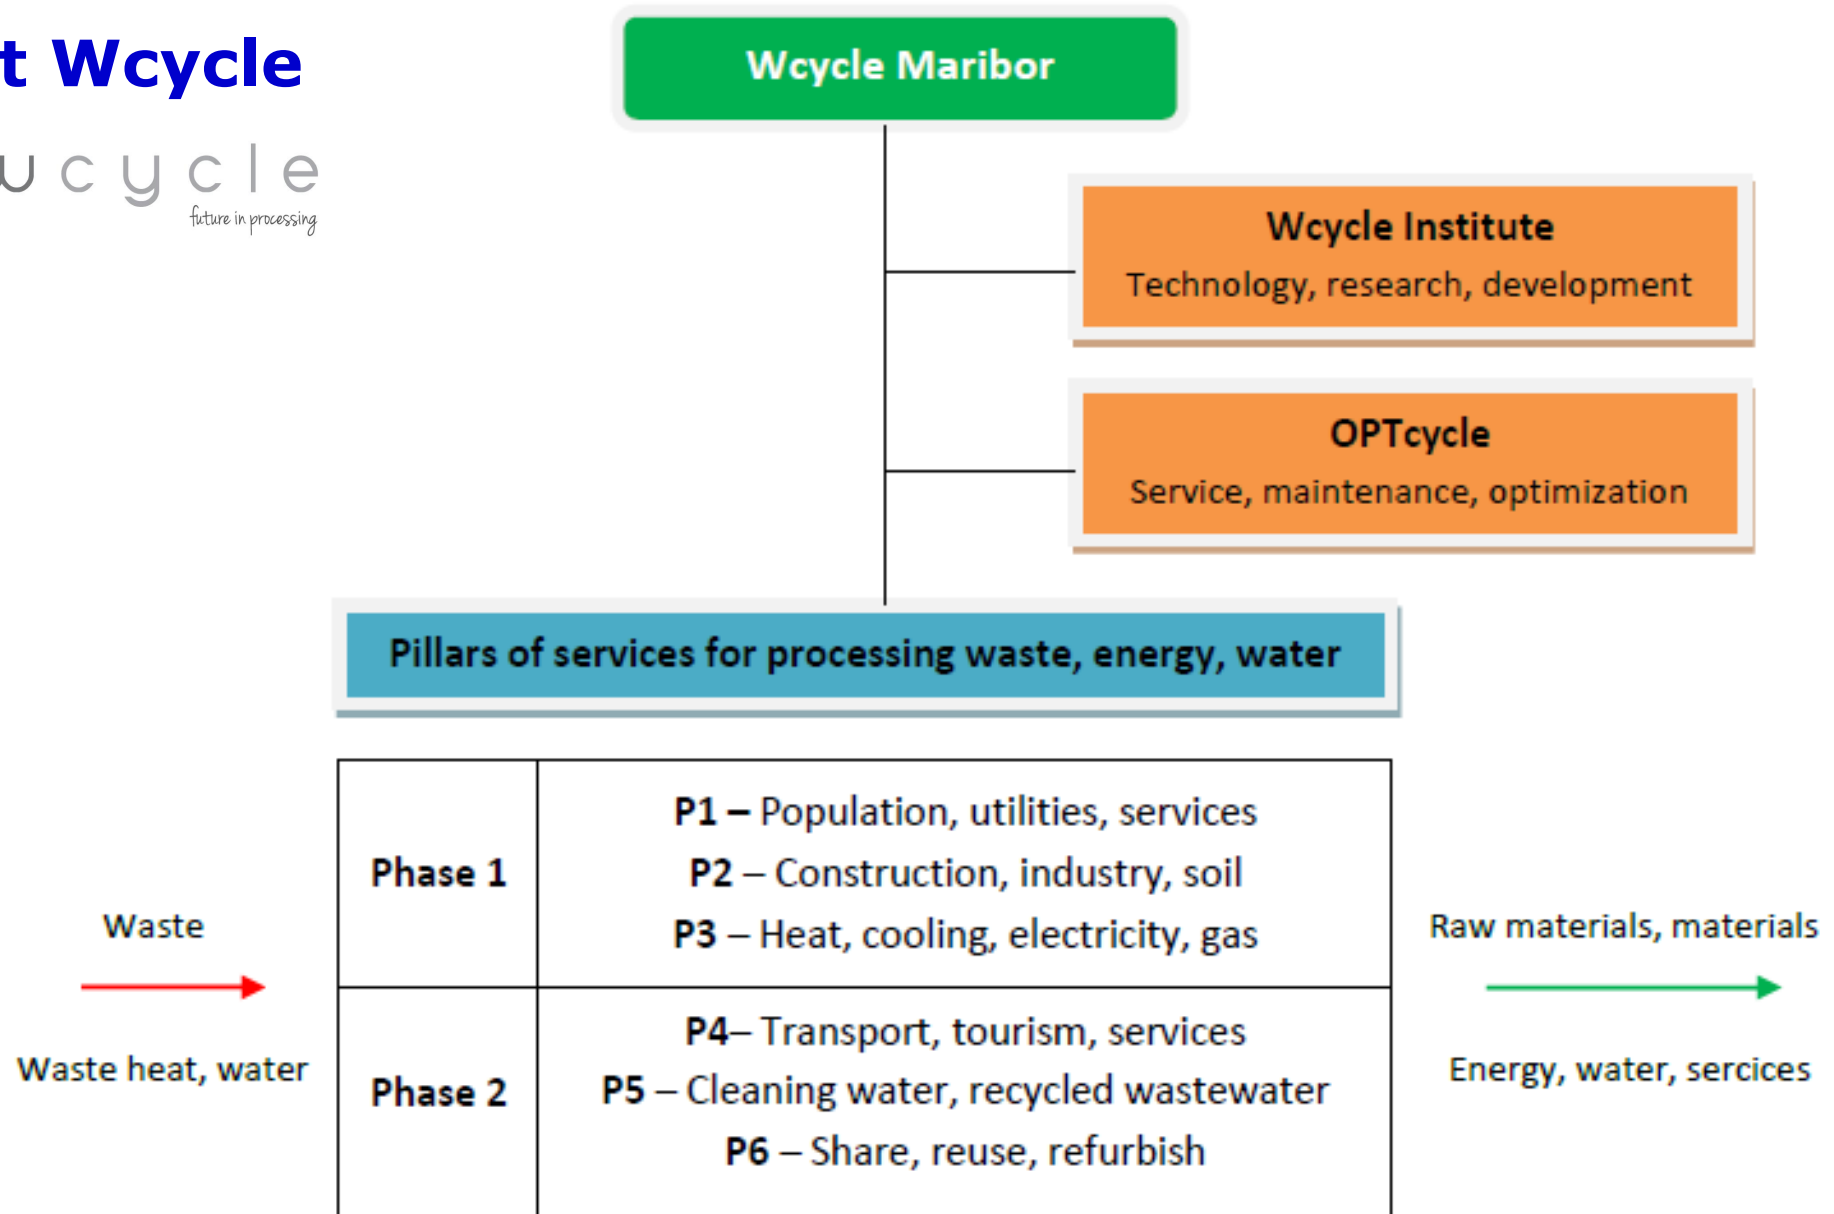 t Wcycle
wcycle
future in processing
Wcycle Maribor
Wcycle Institute
Technology, research, development
OPTcycle
Service, maintenance, optimization
Pillars of services for processing waste, energy, water
Phase 1
P1 – Population, utilities, services
P2 – Construction, industry, soil
P3 – Heat, cooling, electricity, gas
Phase 2
P4– Transport, tourism, services
P5 – Cleaning water, recycled wastewater
P6 – Share, reuse, refurbish
Waste
Waste heat, water
Raw materials, materials
Energy, water, sercices